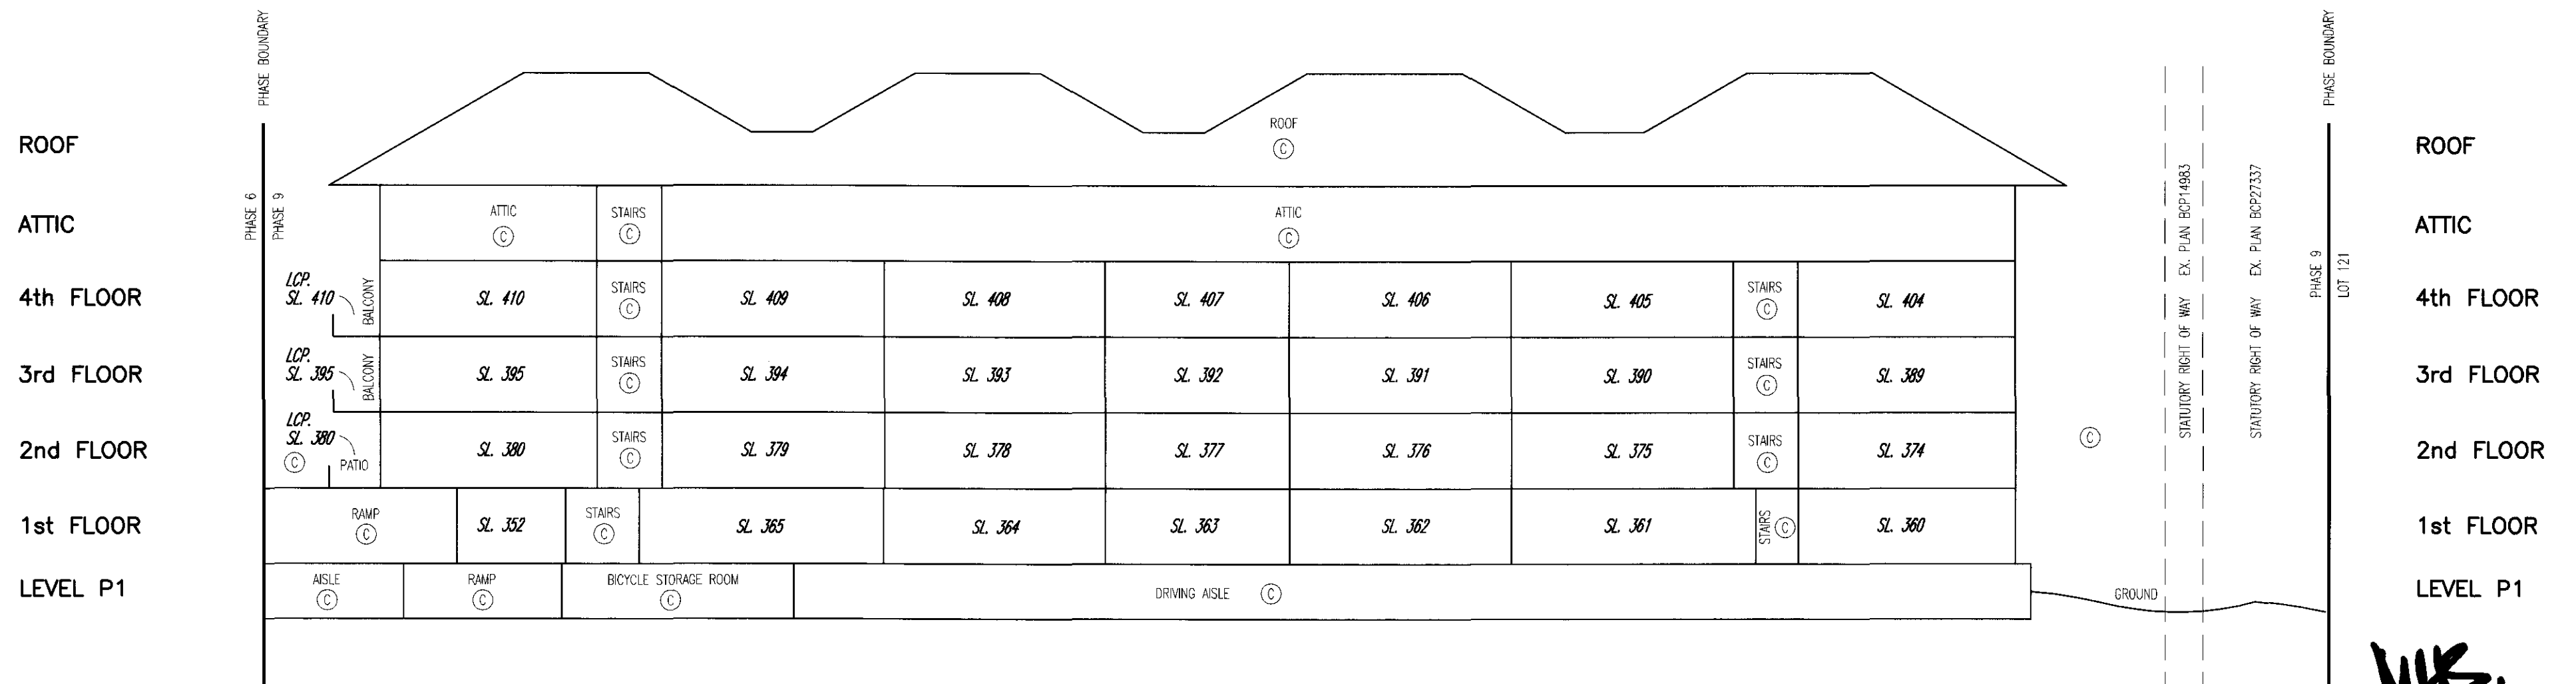 PHASE BOUNDARY
PHASE BOUNDARY
ROOF
ROOF
Ⓒ
ROOF
PHASE 6
PHASE 9
STATUTORY RIGHT OF WAY EX. PLAN BCP14983
STATUTORY RIGHT OF WAY EX. PLAN BCP27337
PHASE 9
LOT 121
ATTIC
ATTIC
Ⓒ
STAIRS
Ⓒ
ATTIC
Ⓒ
ATTIC
4th FLOOR
LCP.
SL. 410
BALCONY
SL. 410
STAIRS
Ⓒ
SL. 409
SL. 408
SL. 407
SL. 406
SL. 405
STAIRS
Ⓒ
SL. 404
4th FLOOR
3rd FLOOR
LCP.
SL. 395
BALCONY
SL. 395
STAIRS
Ⓒ
SL. 394
SL. 393
SL. 392
SL. 391
SL. 390
STAIRS
Ⓒ
SL. 389
3rd FLOOR
2nd FLOOR
LCP.
SL. 380
Ⓒ
PATIO
SL. 380
STAIRS
Ⓒ
SL. 379
SL. 378
SL. 377
SL. 376
SL. 375
STAIRS
Ⓒ
SL. 374
Ⓒ
2nd FLOOR
1st FLOOR
RAMP
Ⓒ
SL. 352
STAIRS
Ⓒ
SL. 365
SL. 364
SL. 363
SL. 362
SL. 361
STAIRS
Ⓒ
SL. 360
1st FLOOR
LEVEL P1
AISLE
Ⓒ
RAMP
Ⓒ
BICYCLE STORAGE ROOM
Ⓒ
DRIVING AISLE Ⓒ
GROUND
LEVEL P1